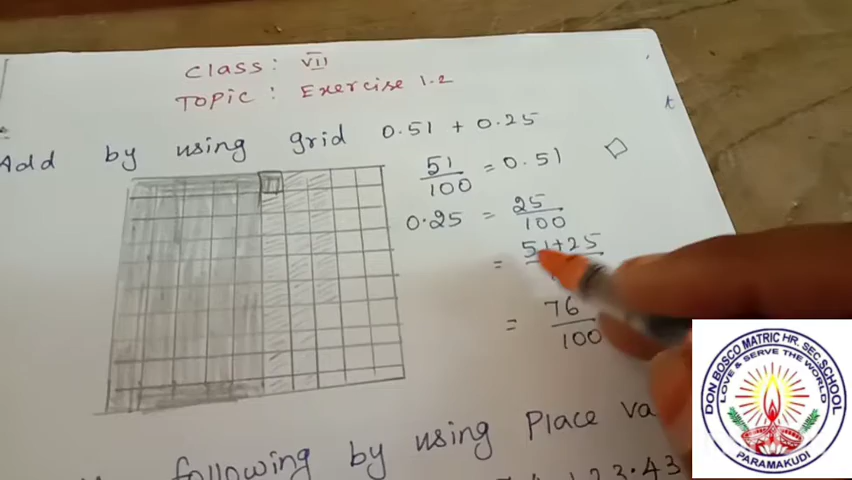 Class: VII
Topic: Exercise 1.2
Add by using grid 0.51 + 0.25
51/100 = 0.51
0.25 = 25/100
= 51+25
= 76/100
following by using Place
23.43
DON BOSCO MATRIC HR. SEC SCHOOL
LOVE & SERVE THE WORLD
PARAMAKUDI